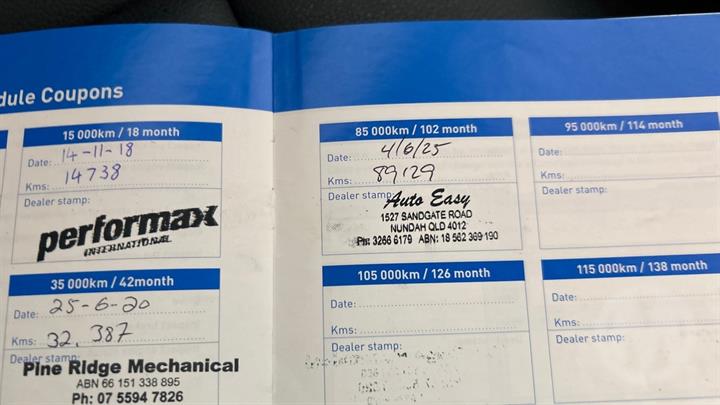 dule Coupons
15 000km / 18 month
Date: 14-11-18
Kms: 14738
Dealer stamp:
performax
INTERNATIONAL
35 000km / 42month
Date: 25-6-20
Kms: 32.387
Dealer stamp:
Pine Ridge Mechanical
ABN 66 151 338 895
Ph: 07 5594 7826
85 000km / 102 month
Date: 4/6/25
Kms: 89129
Dealer stamp:
Auto Easy
1527 SANDGATE ROAD
NUNDAH QLD 4012
Ph: 3266 6179 ABN: 18 562 369 190
95 000km / 114 month
Date:
Kms:
Dealer stamp:
105 000km / 126 month
Date:
Kms:
Dealer stamp:
115 000km / 138 month
Date:
Kms:
Dealer stamp: